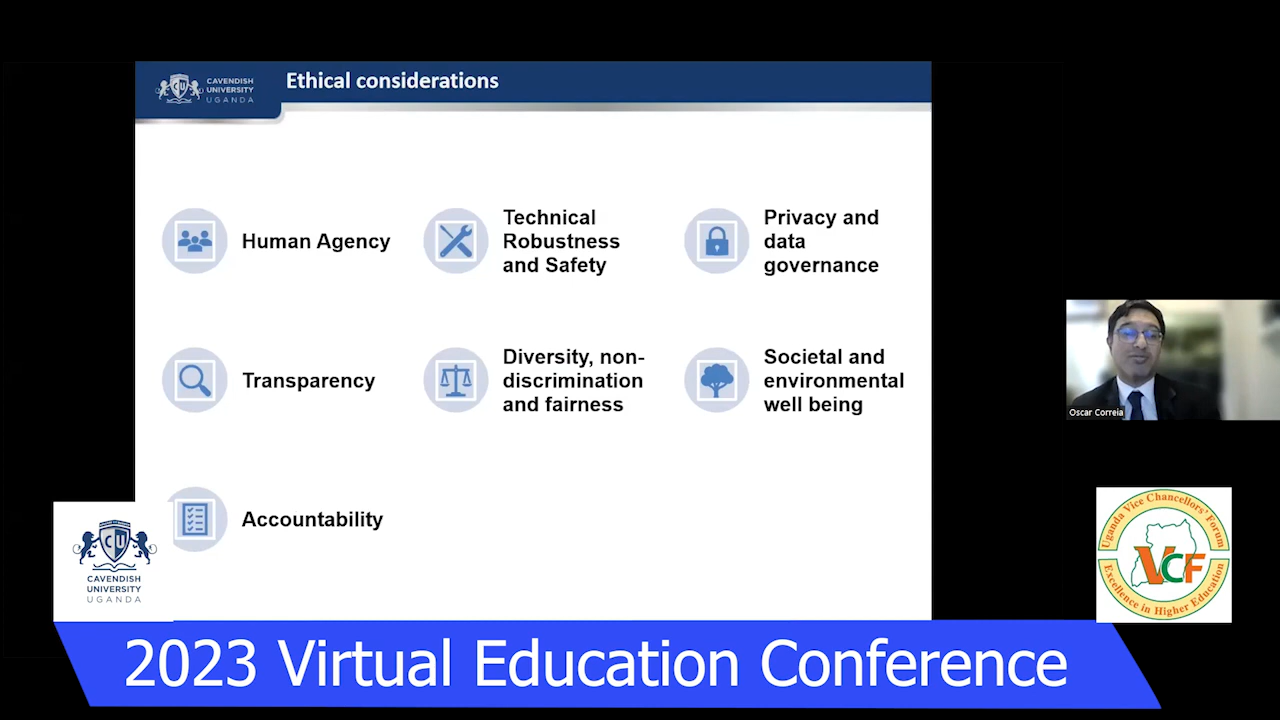 CAVENDISH
UNIVERSITY
UGANDA
CU
Ethical considerations
Human Agency
Technical
Robustness
and Safety
Privacy and
data
governance
Transparency
Diversity, non-
discrimination
and fairness
Societal and
environmental
well being
Accountability
Oscar Correia
CU
CAVENDISH
UNIVERSITY
UGANDA
Uganda Vice Chancellors' Forum
VCF
Excellence in Higher Education
2023 Virtual Education Conference